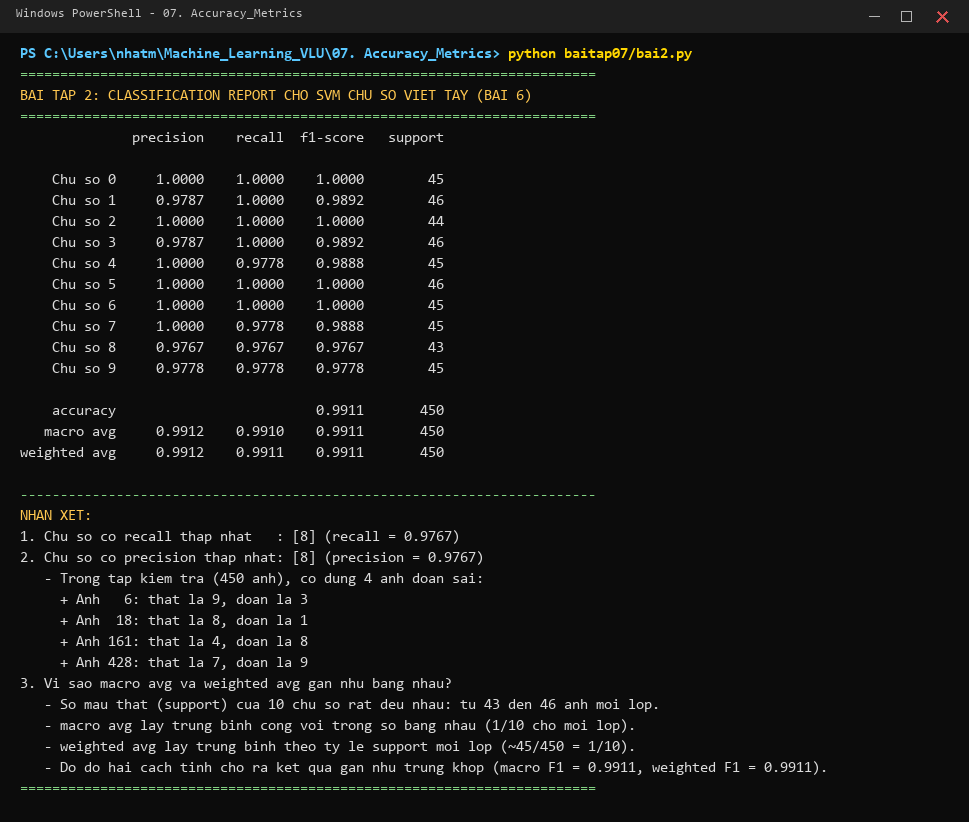 Windows PowerShell - 07. Accuracy_Metrics
PS C:\Users\nhatm\Machine_Learning_VLU\07. Accuracy_Metrics> python baitap07/bai2.py
========================================================================
BAI TAP 2: CLASSIFICATION REPORT CHO SVM CHU SO VIET TAY (BAI 6)
========================================================================
              precision    recall  f1-score   support

    Chu so 0     1.0000    1.0000    1.0000        45
    Chu so 1     0.9787    1.0000    0.9892        46
    Chu so 2     1.0000    1.0000    1.0000        44
    Chu so 3     0.9787    1.0000    0.9892        46
    Chu so 4     1.0000    0.9778    0.9888        45
    Chu so 5     1.0000    1.0000    1.0000        46
    Chu so 6     1.0000    1.0000    1.0000        45
    Chu so 7     1.0000    0.9778    0.9888        45
    Chu so 8     0.9767    0.9767    0.9767        43
    Chu so 9     0.9778    0.9778    0.9778        45

    accuracy                         0.9911       450
   macro avg     0.9912    0.9910    0.9911       450
weighted avg     0.9912    0.9911    0.9911       450

------------------------------------------------------------------------
NHAN XET:
1. Chu so co recall thap nhat   : [8] (recall = 0.9767)
2. Chu so co precision thap nhat: [8] (precision = 0.9767)
   - Trong tap kiem tra (450 anh), co dung 4 anh doan sai:
     + Anh   6: that la 9, doan la 3
     + Anh  18: that la 8, doan la 1
     + Anh 161: that la 4, doan la 8
     + Anh 428: that la 7, doan la 9
3. Vi sao macro avg va weighted avg gan nhu bang nhau?
   - So mau that (support) cua 10 chu so rat deu nhau: tu 43 den 46 anh moi lop.
   - macro avg lay trung binh cong voi trong so bang nhau (1/10 cho moi lop).
   - weighted avg lay trung binh theo ty le support moi lop (~45/450 = 1/10).
   - Do do hai cach tinh cho ra ket qua gan nhu trung khop (macro F1 = 0.9911, weighted F1 = 0.9911).
========================================================================